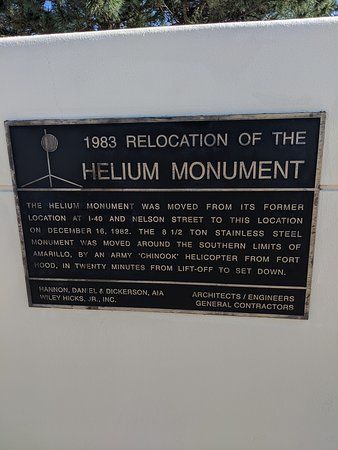 1983 RELOCATION OF THE
HELIUM MONUMENT
THE HELIUM MONUMENT WAS MOVED FROM ITS FORMER
LOCATION AT I-40 AND NELSON STREET TO THIS LOCATION
ON DECEMBER 16, 1982. THE 8 1/2 TON STAINLESS STEEL
MONUMENT WAS MOVED AROUND THE SOUTHERN LIMITS OF
AMARILLO, BY AN ARMY 'CHINOOK' HELICOPTER FROM FORT
HOOD, IN TWENTY MINUTES FROM LIFT-OFF TO SET DOWN.
HANNON, DANIEL & DICKERSON, AIA ARCHITECTS / ENGINEERS
WILEY HICKS, JR., INC. GENERAL CONTRACTORS